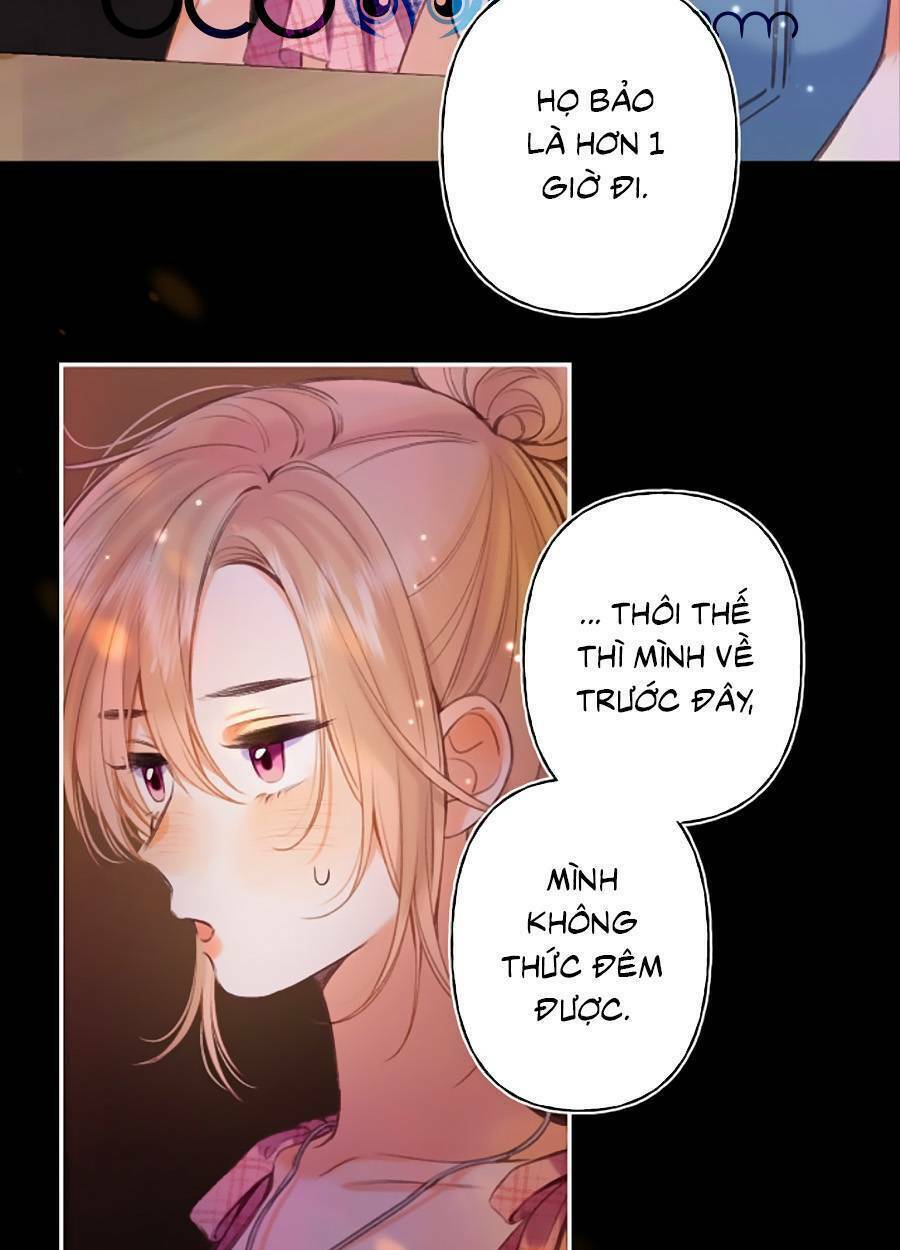 HỌ BẢO
LÀ HƠN 1
GIỜ ĐI.
... THÔI THẾ
THÌ MÌNH VỀ
TRƯỚC ĐÂY,
MÌNH
KHÔNG
THỨC ĐÊM
ĐƯỢC.